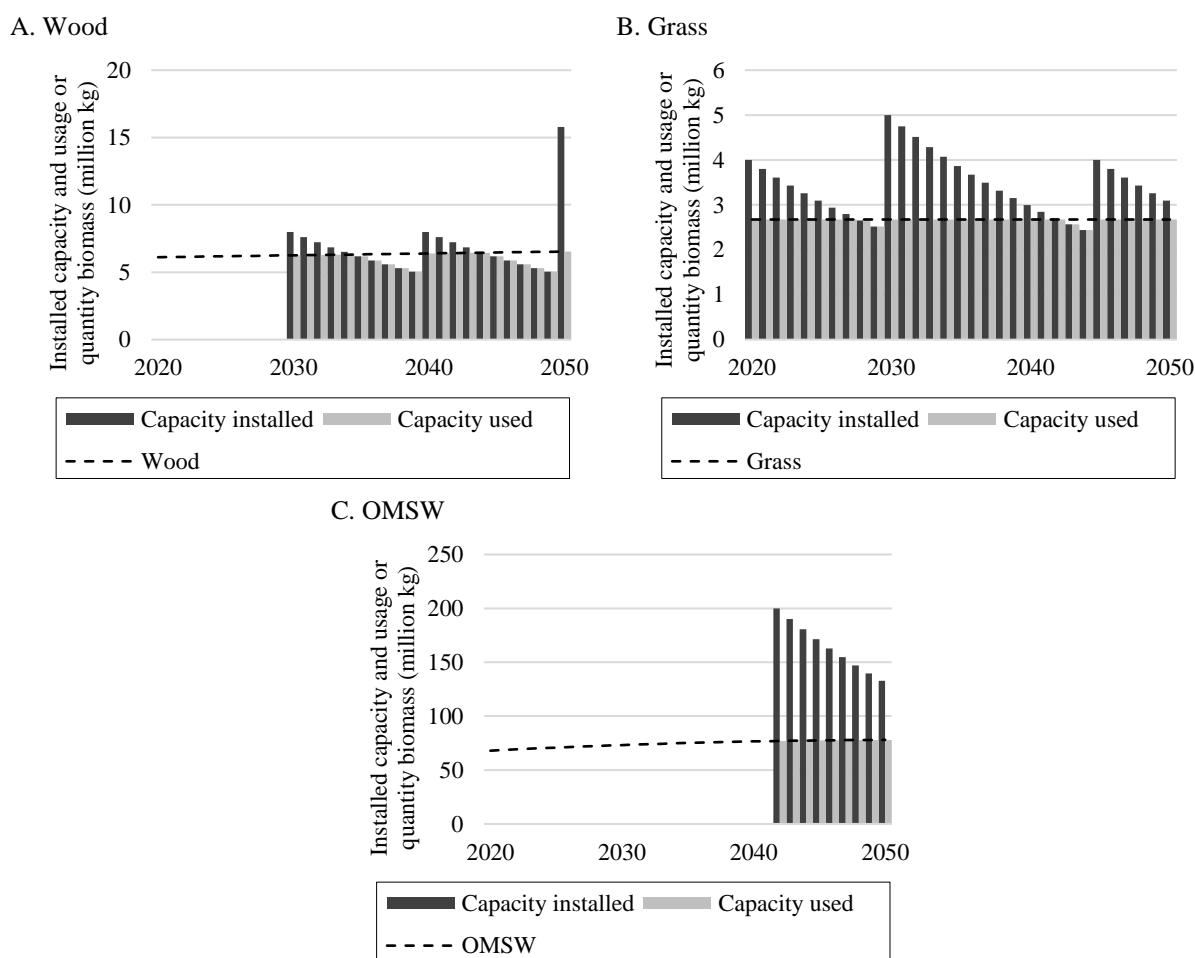 A. Wood
Installed capacity and usage or
quantity biomass (million kg)
20
15
10
5
0
2020
2030
2040
2050
Capacity installed
Capacity used
Wood
B. Grass
Installed capacity and usage or
quantity biomass (million kg)
6
5
4
3
2
1
0
2020
2030
2040
2050
Capacity installed
Capacity used
Grass
C. OMSW
Installed capacity and usage or
quantity biomass (million kg)
250
200
150
100
50
0
2020
2030
2040
2050
Capacity installed
Capacity used
OMSW